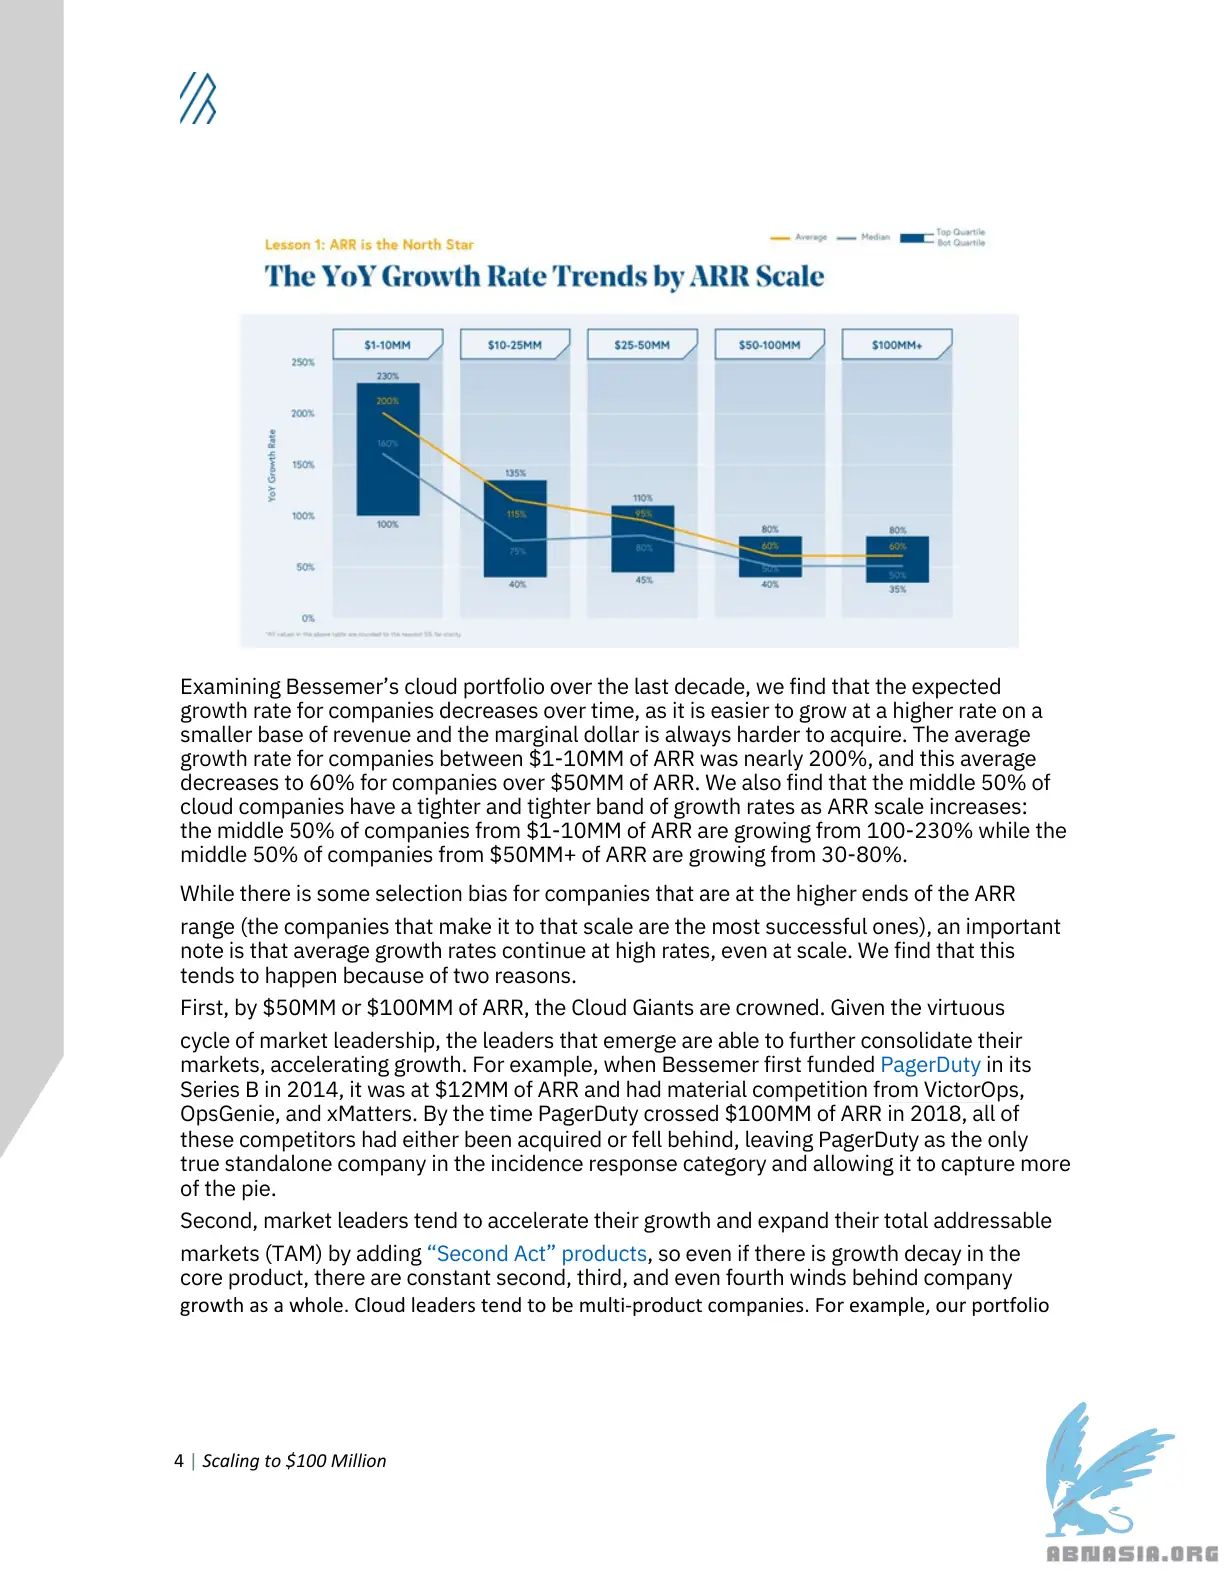 Lesson 1: ARR is the North Star
Average Median Top Quartile
Bot Quartile
The YoY Growth Rate Trends by ARR Scale
$1-10MM $10-25MM $25-50MM $50-100MM $100MM+
YoY Growth Rate
250%
200%
150%
100%
50%
0%
230%
200%
160%
100%
135%
115%
75%
40%
110%
95%
80%
45%
80%
60%
50%
40%
80%
60%
50%
35%
*All values in the above table are rounded to the nearest 5% for clarity
Examining Bessemer’s cloud portfolio over the last decade, we find that the expected
growth rate for companies decreases over time, as it is easier to grow at a higher rate on a
smaller base of revenue and the marginal dollar is always harder to acquire. The average
growth rate for companies between $1-10MM of ARR was nearly 200%, and this average
decreases to 60% for companies over $50MM of ARR. We also find that the middle 50% of
cloud companies have a tighter and tighter band of growth rates as ARR scale increases:
the middle 50% of companies from $1-10MM of ARR are growing from 100-230% while the
middle 50% of companies from $50MM+ of ARR are growing from 30-80%.
While there is some selection bias for companies that are at the higher ends of the ARR
range (the companies that make it to that scale are the most successful ones), an important
note is that average growth rates continue at high rates, even at scale. We find that this
tends to happen because of two reasons.
First, by $50MM or $100MM of ARR, the Cloud Giants are crowned. Given the virtuous
cycle of market leadership, the leaders that emerge are able to further consolidate their
markets, accelerating growth. For example, when Bessemer first funded PagerDuty in its
Series B in 2014, it was at $12MM of ARR and had material competition from VictorOps,
OpsGenie, and xMatters. By the time PagerDuty crossed $100MM of ARR in 2018, all of
these competitors had either been acquired or fell behind, leaving PagerDuty as the only
true standalone company in the incidence response category and allowing it to capture more
of the pie.
Second, market leaders tend to accelerate their growth and expand their total addressable
markets (TAM) by adding “Second Act” products, so even if there is growth decay in the
core product, there are constant second, third, and even fourth winds behind company
growth as a whole. Cloud leaders tend to be multi-product companies. For example, our portfolio
4 | Scaling to $100 Million
ABNASIA.ORG